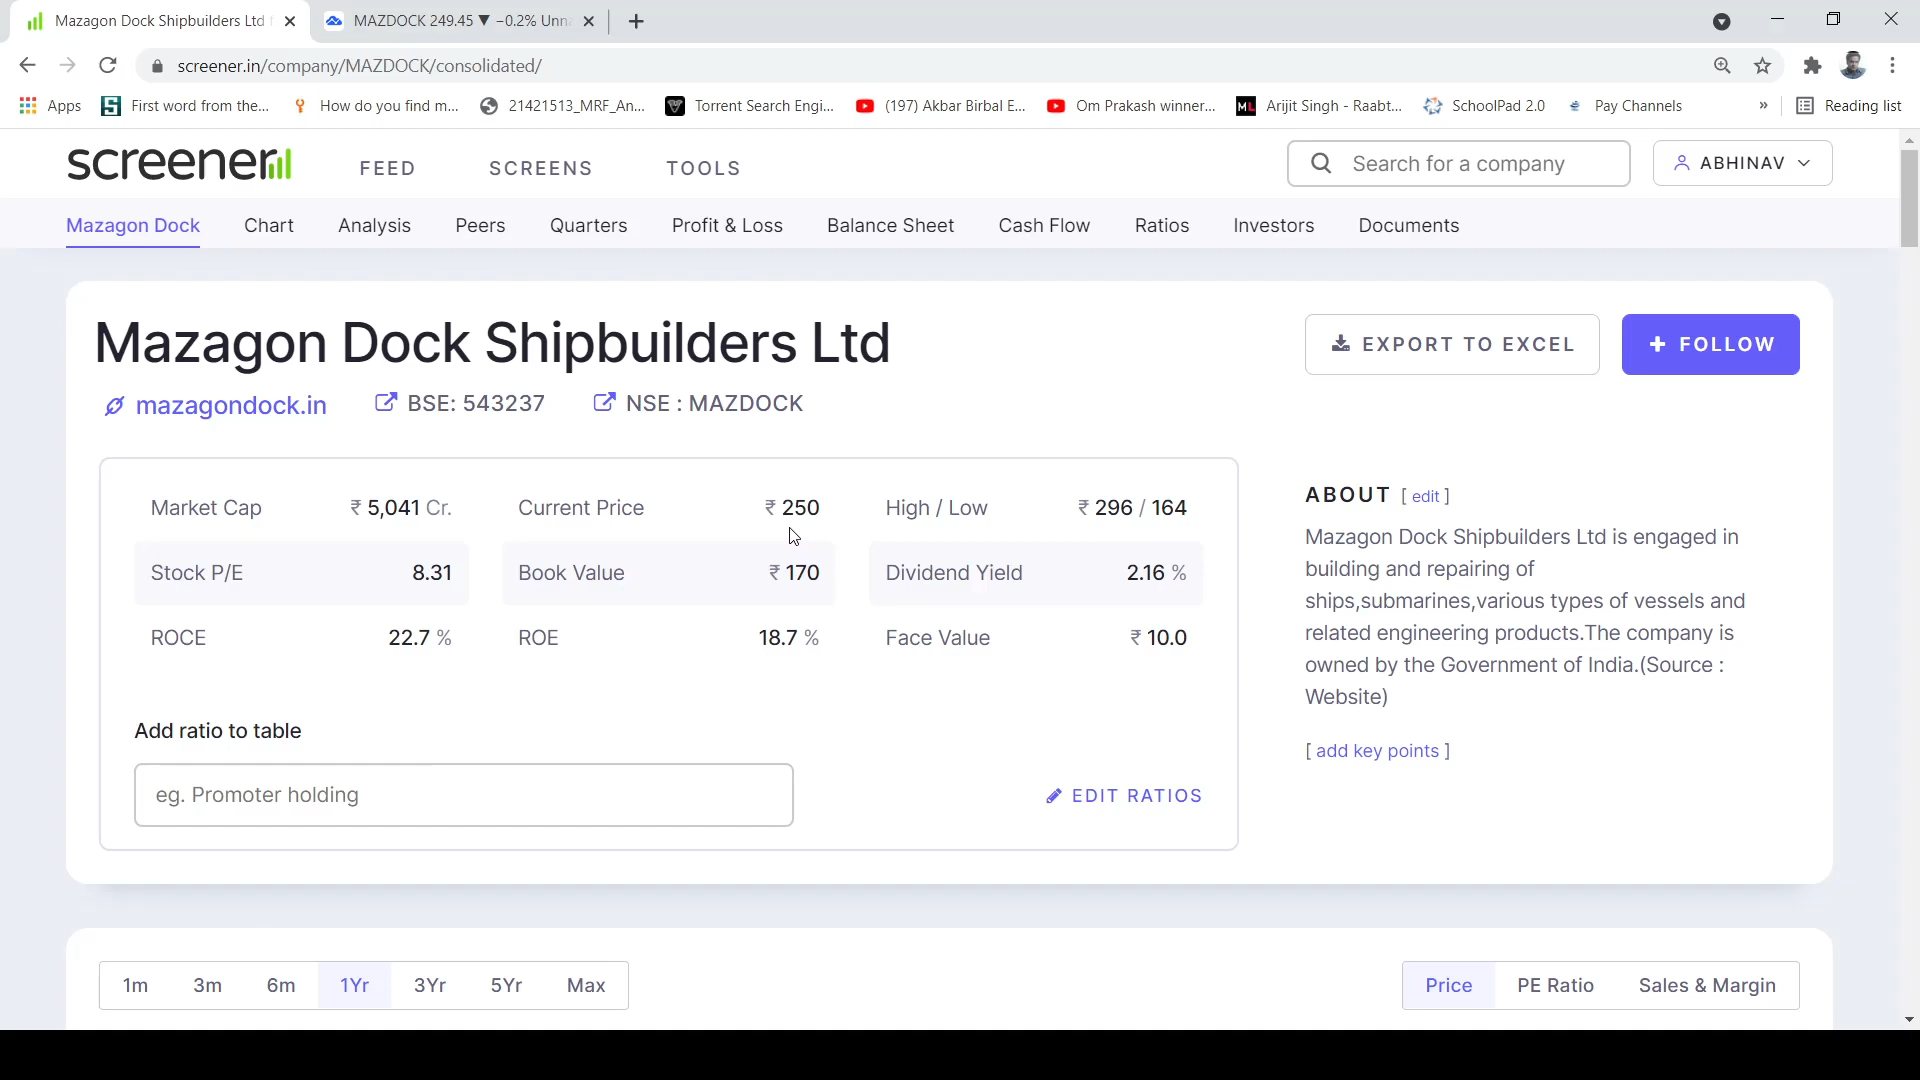 Mazagon Dock Shipbuilders Ltd f
MAZDOCK 249.45 ▼ −0.2% Unna
screener.in/company/MAZDOCK/consolidated/
Apps
First word from the...
How do you find m...
21421513_MRF_An...
Torrent Search Engi...
(197) Akbar Birbal E...
Om Prakash winner...
Arijit Singh - Raabt...
SchoolPad 2.0
Pay Channels
»
Reading list
screener
FEED
SCREENS
TOOLS
Search for a company
ABHINAV
Mazagon Dock
Chart
Analysis
Peers
Quarters
Profit & Loss
Balance Sheet
Cash Flow
Ratios
Investors
Documents
Mazagon Dock Shipbuilders Ltd
EXPORT TO EXCEL
+ FOLLOW
mazagondock.in
BSE: 543237
NSE : MAZDOCK
Market Cap ₹ 5,041 Cr.
Current Price ₹ 250
High / Low ₹ 296 / 164
Stock P/E 8.31
Book Value ₹ 170
Dividend Yield 2.16 %
ROCE 22.7 %
ROE 18.7 %
Face Value ₹ 10.0
Add ratio to table
eg. Promoter holding
EDIT RATIOS
ABOUT [ edit ]
Mazagon Dock Shipbuilders Ltd is engaged in
building and repairing of
ships,submarines,various types of vessels and
related engineering products.The company is
owned by the Government of India.(Source :
Website)
[ add key points ]
1m
3m
6m
1Yr
3Yr
5Yr
Max
Price
PE Ratio
Sales & Margin